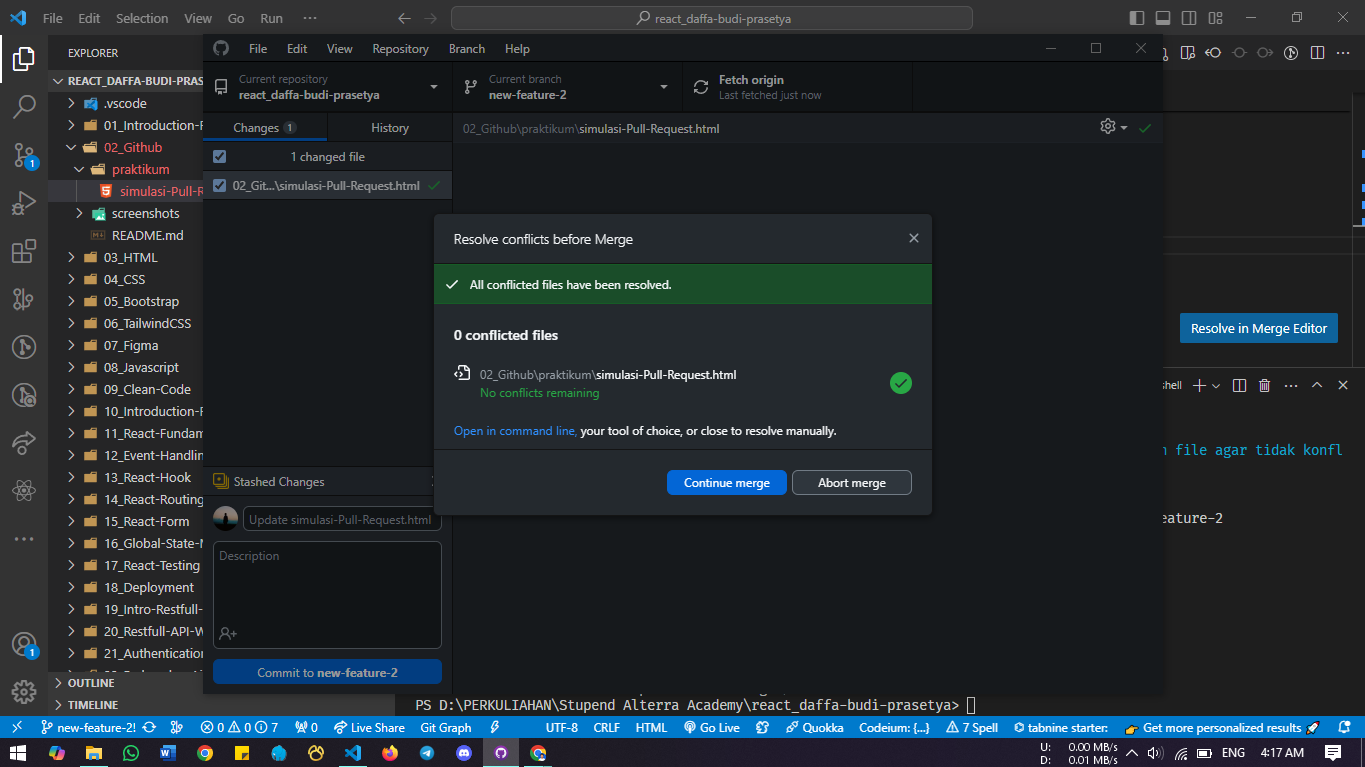 File Edit Selection View Go Run ···
react_daffa-budi-prasetya
EXPLORER
REACT_DAFFA-BUDI-PRAS
.vscode
01_Introduction-
02_Github
praktikum
simulasi-Pull-R
screenshots
README.md
03_HTML
04_CSS
05_Bootstrap
06_TailwindCSS
07_Figma
08_Javascript
09_Clean-Code
10_Introduction-
11_React-Fundam
12_Event-Handlin
13_React-Hook
14_React-Routing
15_React-Form
16_Global-State-
17_React-Testing
18_Deployment
19_Intro-Restfull-
20_Restfull-API-W
21_Authentication
OUTLINE
TIMELINE
1
1
File Edit View Repository Branch Help
Current repository
react_daffa-budi-prasetya
Current branch
new-feature-2
Fetch origin
Last fetched just now
Changes 1 History
02_Github\praktikum\simulasi-Pull-Request.html
1 changed file
02_Git...\simulasi-Pull-Request.html
Resolve conflicts before Merge
All conflicted files have been resolved.
0 conflicted files
02_Github\praktikum\simulasi-Pull-Request.html
No conflicts remaining
Open in command line, your tool of choice, or close to resolve manually.
Continue merge Abort merge
Stashed Changes
Update simulasi-Pull-Request.html
Description
Commit to new-feature-2
Resolve in Merge Editor
shell
file agar tidak konfl
eature-2
PS D:\PERKULIAHAN\Stupend Alterra Academy\react_daffa-budi-prasetya>
new-feature-2! 0 0 7 0 Live Share Git Graph UTF-8 CRLF HTML Go Live Quokka Codeium: {...} 7 Spell tabnine starter: Get more personalized results
U: 0.00 MB/s
D: 0.01 MB/s
ENG 4:17 AM